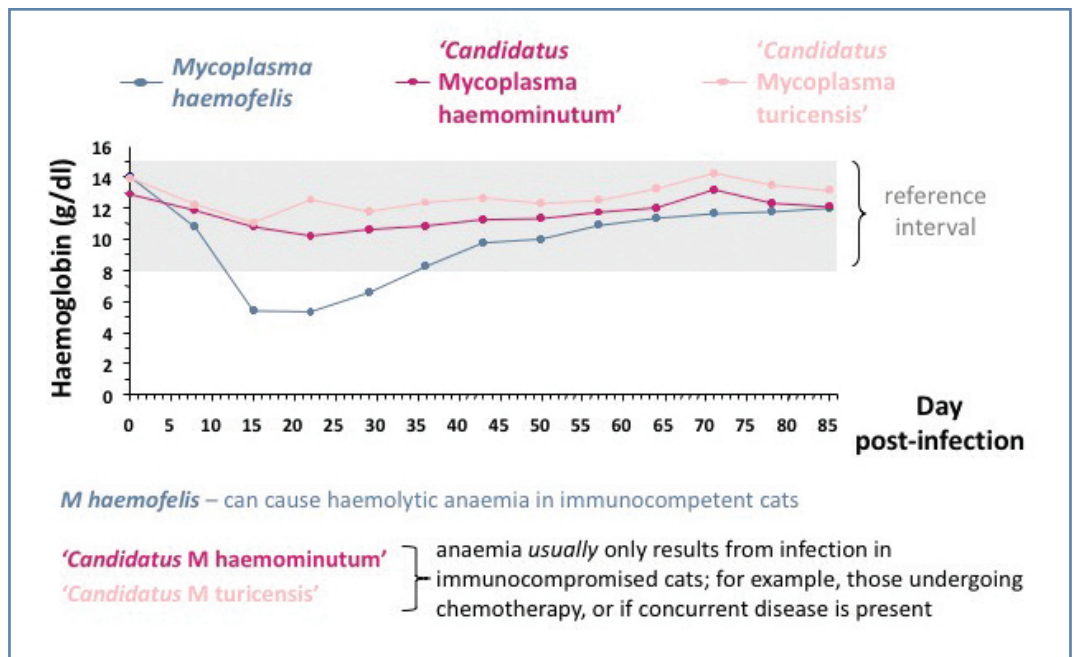 Mycoplasma
haemofelis
‘Candidatus
Mycoplasma
haemominutum’
‘Candidatus
Mycoplasma
turicensis’
Haemoglobin (g/dl)
16
14
12
10
8
6
4
2
0
reference
interval
0 5 10 15 20 22 30 33 40 43 50 55 60 65 70 75 80 85
Day
post-infection
M haemofelis – can cause haemolytic anaemia in immunocompetent cats
‘Candidatus M haemominutum’
‘Candidatus M turicensis’
anaemia usually only results from infection in
immunocompromised cats; for example, those undergoing
chemotherapy, or if concurrent disease is present